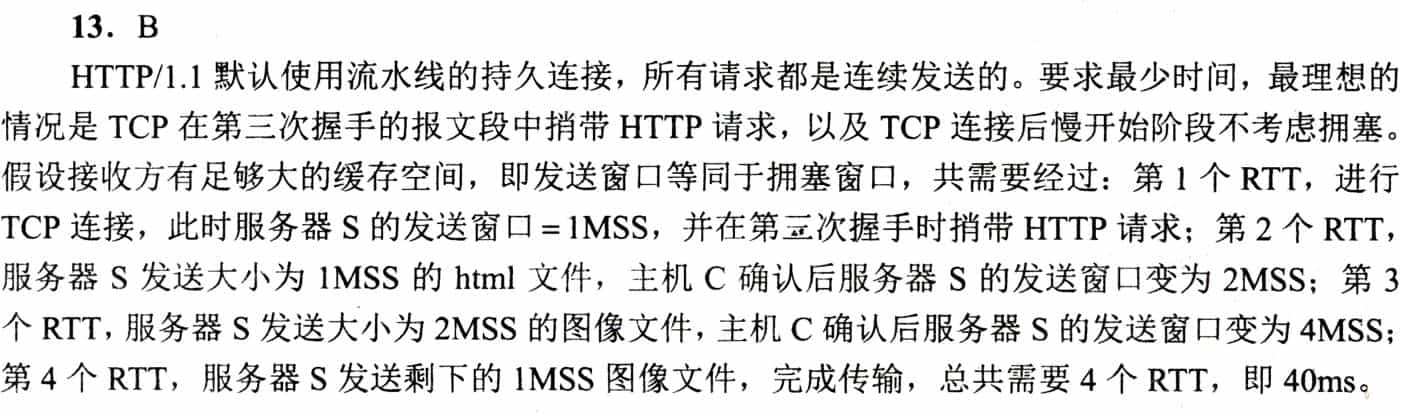 13. B
HTTP/1.1 默认使用流水线的持久连接，所有请求都是连续发送的。要求最少时间，最理想的
情况是 TCP 在第三次握手的报文段中捎带 HTTP 请求，以及 TCP 连接后慢开始阶段不考虑拥塞。
假设接收方有足够大的缓存空间，即发送窗口等同于拥塞窗口，共需要经过：第 1 个 RTT，进行
TCP 连接，此时服务器 S 的发送窗口 = 1MSS，并在第三次握手时捎带 HTTP 请求；第 2 个 RTT，
服务器 S 发送大小为 1MSS 的 html 文件，主机 C 确认后服务器 S 的发送窗口变为 2MSS；第 3
个 RTT，服务器 S 发送大小为 2MSS 的图像文件，主机 C 确认后服务器 S 的发送窗口变为 4MSS；
第 4 个 RTT，服务器 S 发送剩下的 1MSS 图像文件，完成传输，总共需要 4 个 RTT，即 40ms。